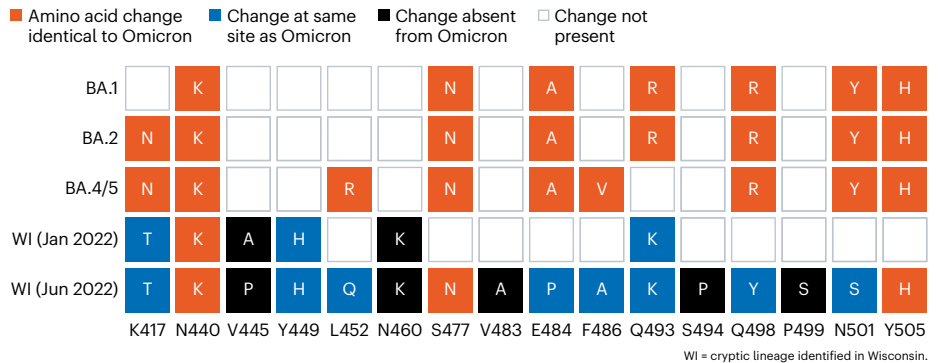 Amino acid change identical to Omicron
Change at same site as Omicron
Change absent from Omicron
Change not present
BA.1 K N A R R Y H
BA.2 N K N A R R Y H
BA.4/5 N K R N A V R Y H
WI (Jan 2022) T K A H K K
WI (Jun 2022) T K P H Q K N A P A K P Y S S H
K417 N440 V445 Y449 L452 N460 S477 V483 E484 F486 Q493 S494 Q498 P499 N501 Y505
WI = cryptic lineage identified in Wisconsin.